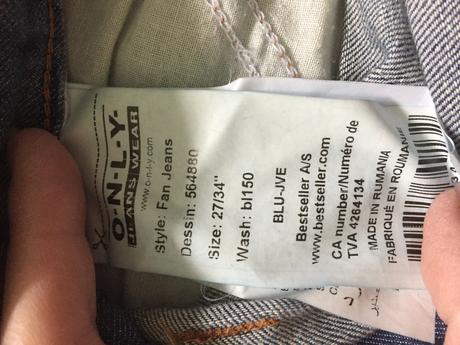 O-N-L-Y-
JEANS WEAR
www.o-n-l-y.com
Style: Fan Jeans
Dessin: 564880
Size: 27/34"
Wash: bl150
BLU-JVE
Bestseller A/S
www.bestseller.com
CA number/Numéro de
TVA 4264134
MADE IN RUMANIA
FABRIQUÉ EN ROUMANIE